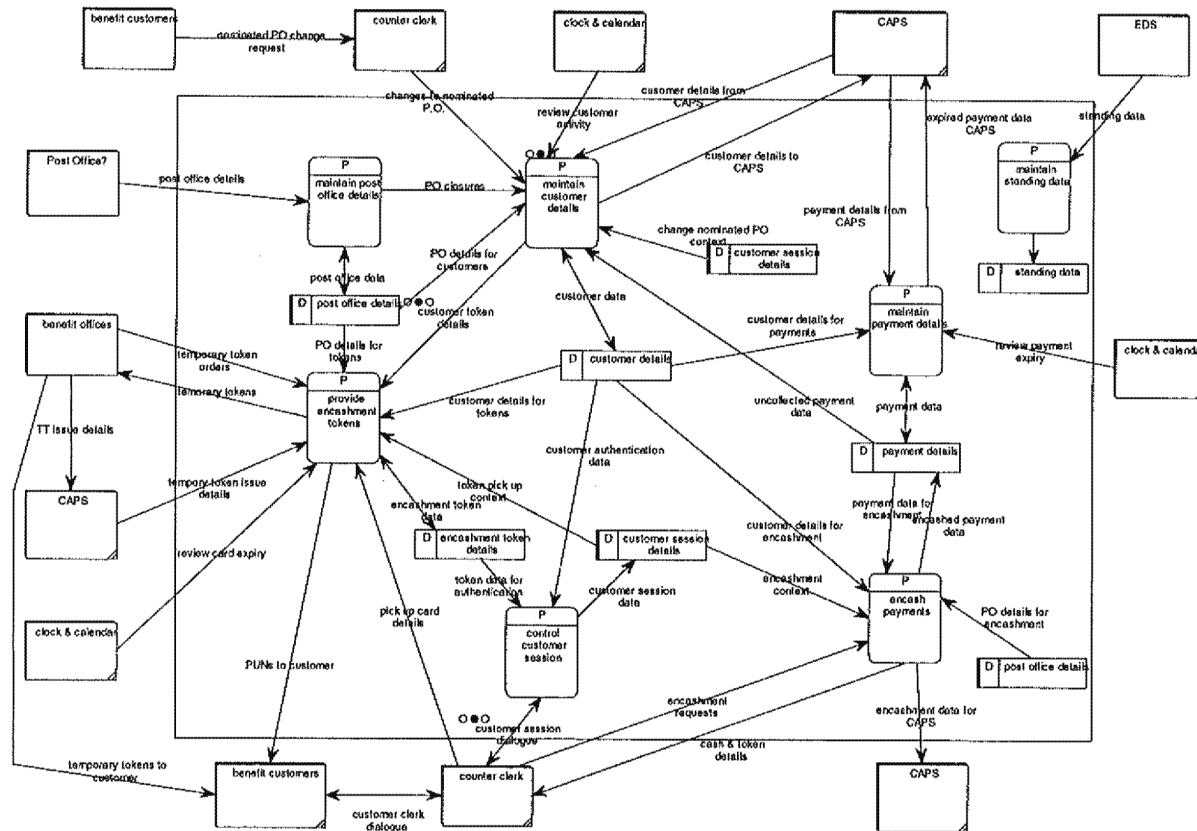 benefit customers
counter clerk
clock & calendar
CAPS
EDS
nominated PO change
request
changes to nominated
P.O.
review customer
activity
cusomer details from
CAPS
expired payment data
CAPS
standing data
Post Office?
post office details
P
maintain post
office details
PO closures
P
maintain
customer
details
customer details to
CAPS
P
maintain
standing data
payment details from
CAPS
change nominated PO
context
D customer session
details
PO details for
customers
post office data
D post office details
customer data
D standing data
P
maintain
payment details
benefit offices
customer token
details
customer details for
payments
temporary token
orders
PO details for
tokens
D customer details
review payment
expiry
clock & calendar
P
provide
encashment
tokens
temorary tokens
customer details for
tokens
uncollected payment
data
payment data
TT issue details
customer authentication
data
D payment details
CAPS
tempory token issue
details
token pick up
context
encashment token
data
payment data for
encashment
encashed payment
data
customer details for
encashment
review card expiry
D encashment token
details
D customer session
details
token data for
authentication
customer session
data
encashment
context
P
encash
payments
PO details for
encashment
clock & calendar
pick up card
details
P
control
customer
session
PUNs to customer
D post office details
encashment
requests
encashment data for
CAPS
customer session
dialogue
cash & token
details
temporary tokens to
customer
benefit customers
counter clerk
CAPS
customer clerk
dialogue